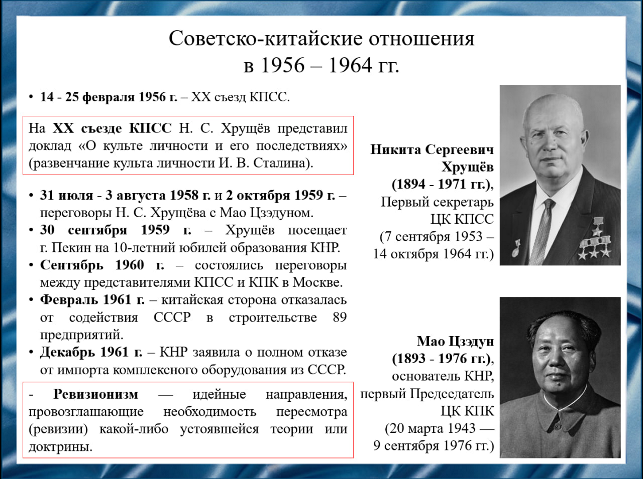 Советско-китайские отношения
в 1956 – 1964 гг.
• 14 - 25 февраля 1956 г. – XX съезд КПСС.
На XX съезде КПСС Н. С. Хрущёв представил
доклад «О культе личности и его последствиях»
(развенчание культа личности И. В. Сталина).
• 31 июля - 3 августа 1958 г. и 2 октября 1959 г. –
переговоры Н. С. Хрущёва с Мао Цзэдуном.
• 30 сентября 1959 г. – Хрущёв посещает
г. Пекин на 10-летний юбилей образования КНР.
• Сентябрь 1960 г. – состоялись переговоры
между представителями КПСС и КПК в Москве.
• Февраль 1961 г. – китайская сторона отказалась
от содействия СССР в строительстве 89
предприятий.
• Декабрь 1961 г. – КНР заявила о полном отказе
от импорта комплексного оборудования из СССР.
- Ревизионизм — идейные направления,
провозглашающие необходимость пересмотра
(ревизии) какой-либо устоявшейся теории или
доктрины.
Никита Сергеевич
Хрущёв
(1894 - 1971 гг.),
Первый секретарь
ЦК КПСС
(7 сентября 1953 –
14 октября 1964 гг.)
Мао Цзэдун
(1893 - 1976 гг.),
основатель КНР,
первый Председатель
ЦК КПК
(20 марта 1943 —
9 сентября 1976 гг.)